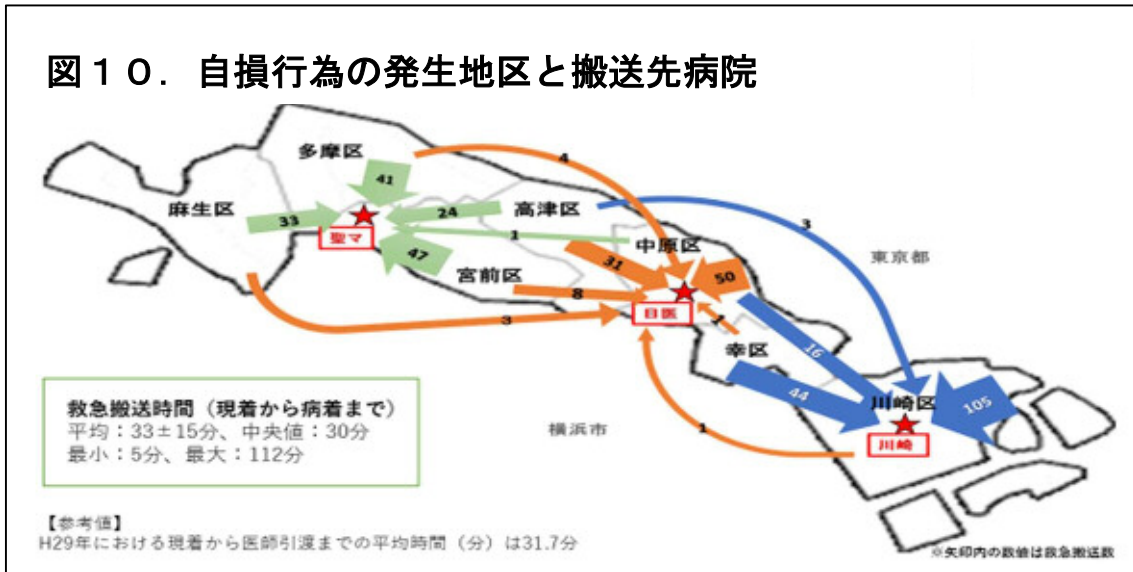 図10. 自損行為の発生地区と搬送先病院
多摩区
4
41
麻生区
33
24
高津区
3
聖マ
1
中原区
東京都
47
31
50
宮前区
8
日医
3
幸区
16
44
川崎区
105
川崎
1
横浜市
救急搬送時間（現着から病着まで）
平均：33±15分、中央値：30分
最小：5分、最大：112分
【参考値】
H29年における現着から医師引渡までの平均時間（分）は31.7分
※矢印内の数値は救急搬送数